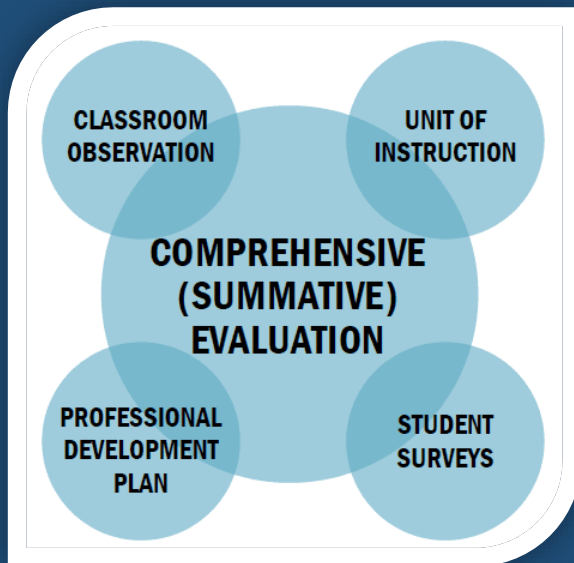 CLASSROOM
OBSERVATION
UNIT OF
INSTRUCTION
COMPREHENSIVE
(SUMMATIVE)
EVALUATION
PROFESSIONAL
DEVELOPMENT
PLAN
STUDENT
SURVEYS